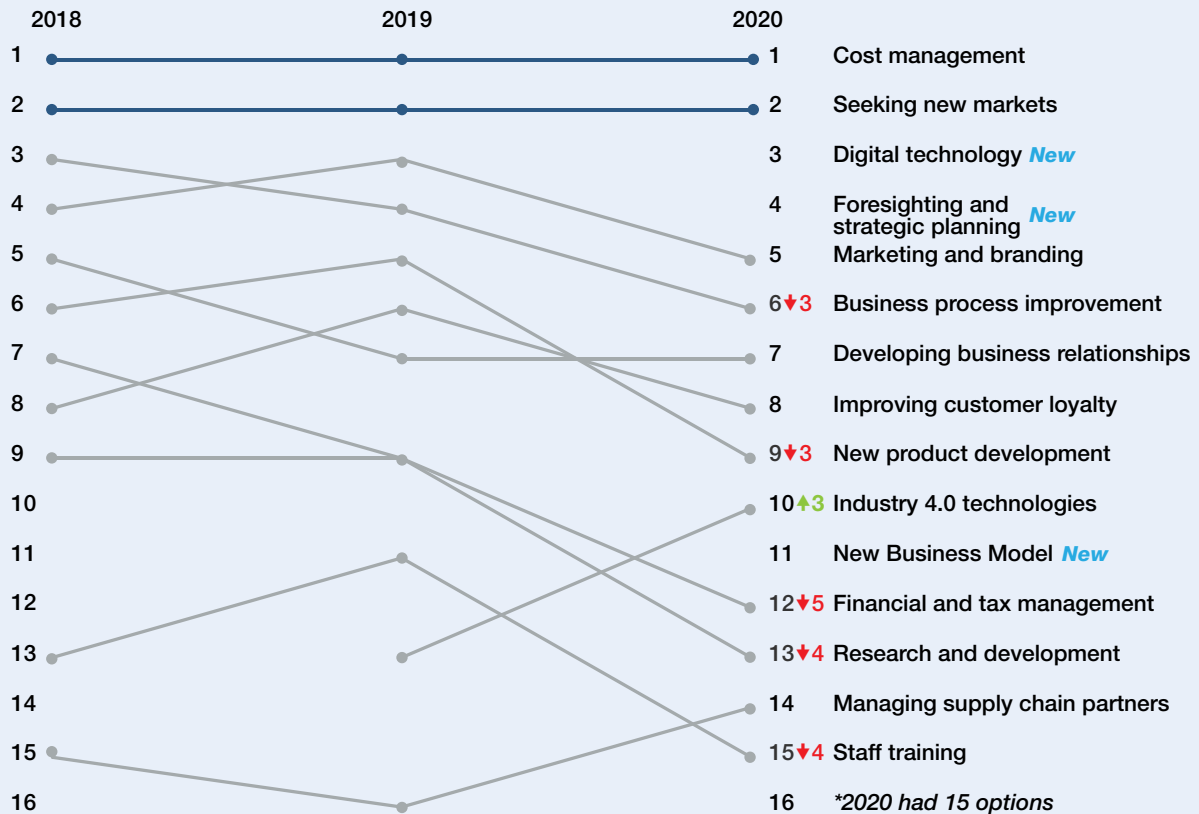 2018 2019 2020
1 1 Cost management
2 2 Seeking new markets
3 3 Digital technology New
4 4 Foresighting and
strategic planning New
5 5 Marketing and branding
6 6 3 Business process improvement
7 7 Developing business relationships
8 8 Improving customer loyalty
9 9 3 New product development
10 10 3 Industry 4.0 technologies
11 11 New Business Model New
12 12 5 Financial and tax management
13 13 4 Research and development
14 14 Managing supply chain partners
15 15 4 Staff training
16 16 *2020 had 15 options